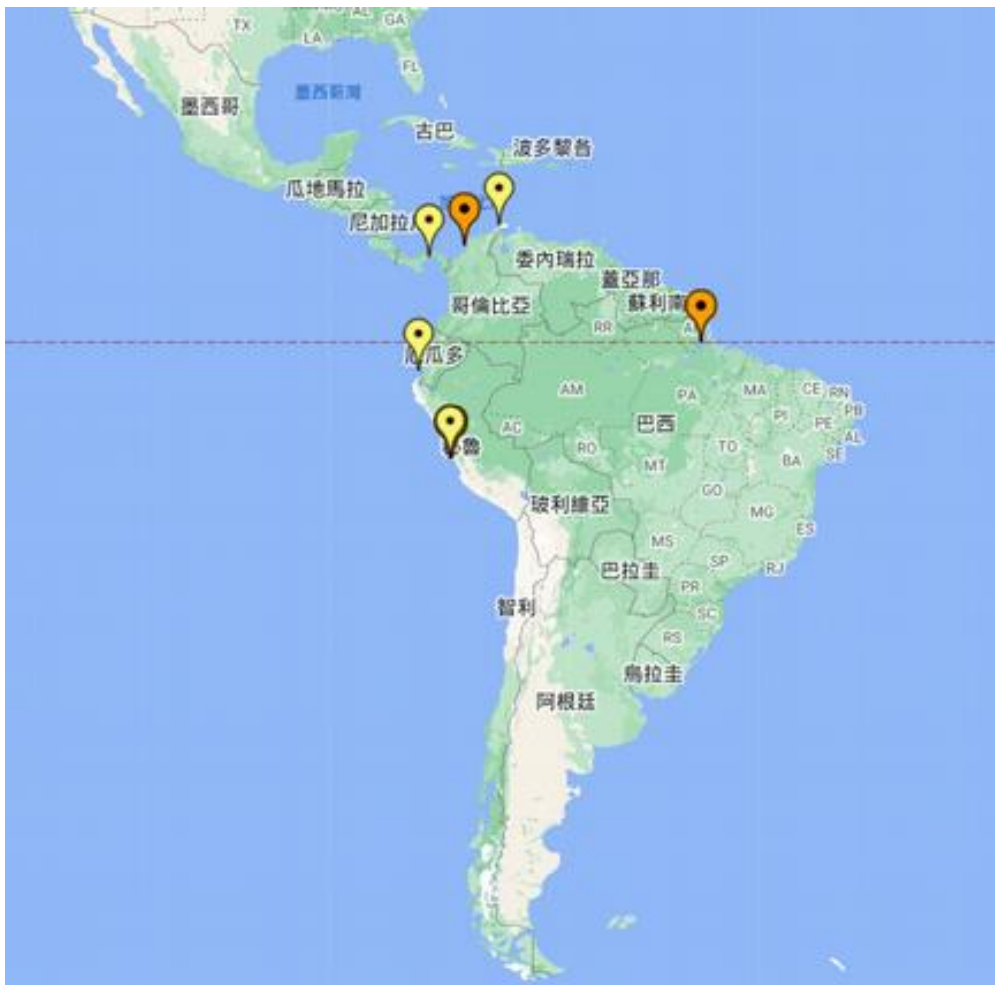 AL
GA
TX
LA
FL
墨西哥灣
墨西哥
古巴
波多黎各
瓜地馬拉
尼加拉
委內瑞拉
蓋亞那
哥倫比亞
蘇利南
RR
瓜多
AM
PA
MA
CE
RN
PI
PB
PE
AC
巴西
AL
TO
SE
RO
BA
MT
魯
GO
玻利維亞
MG
ES
MS
SP
RJ
巴拉圭
PR
智利
SC
RS
烏拉圭
阿根廷